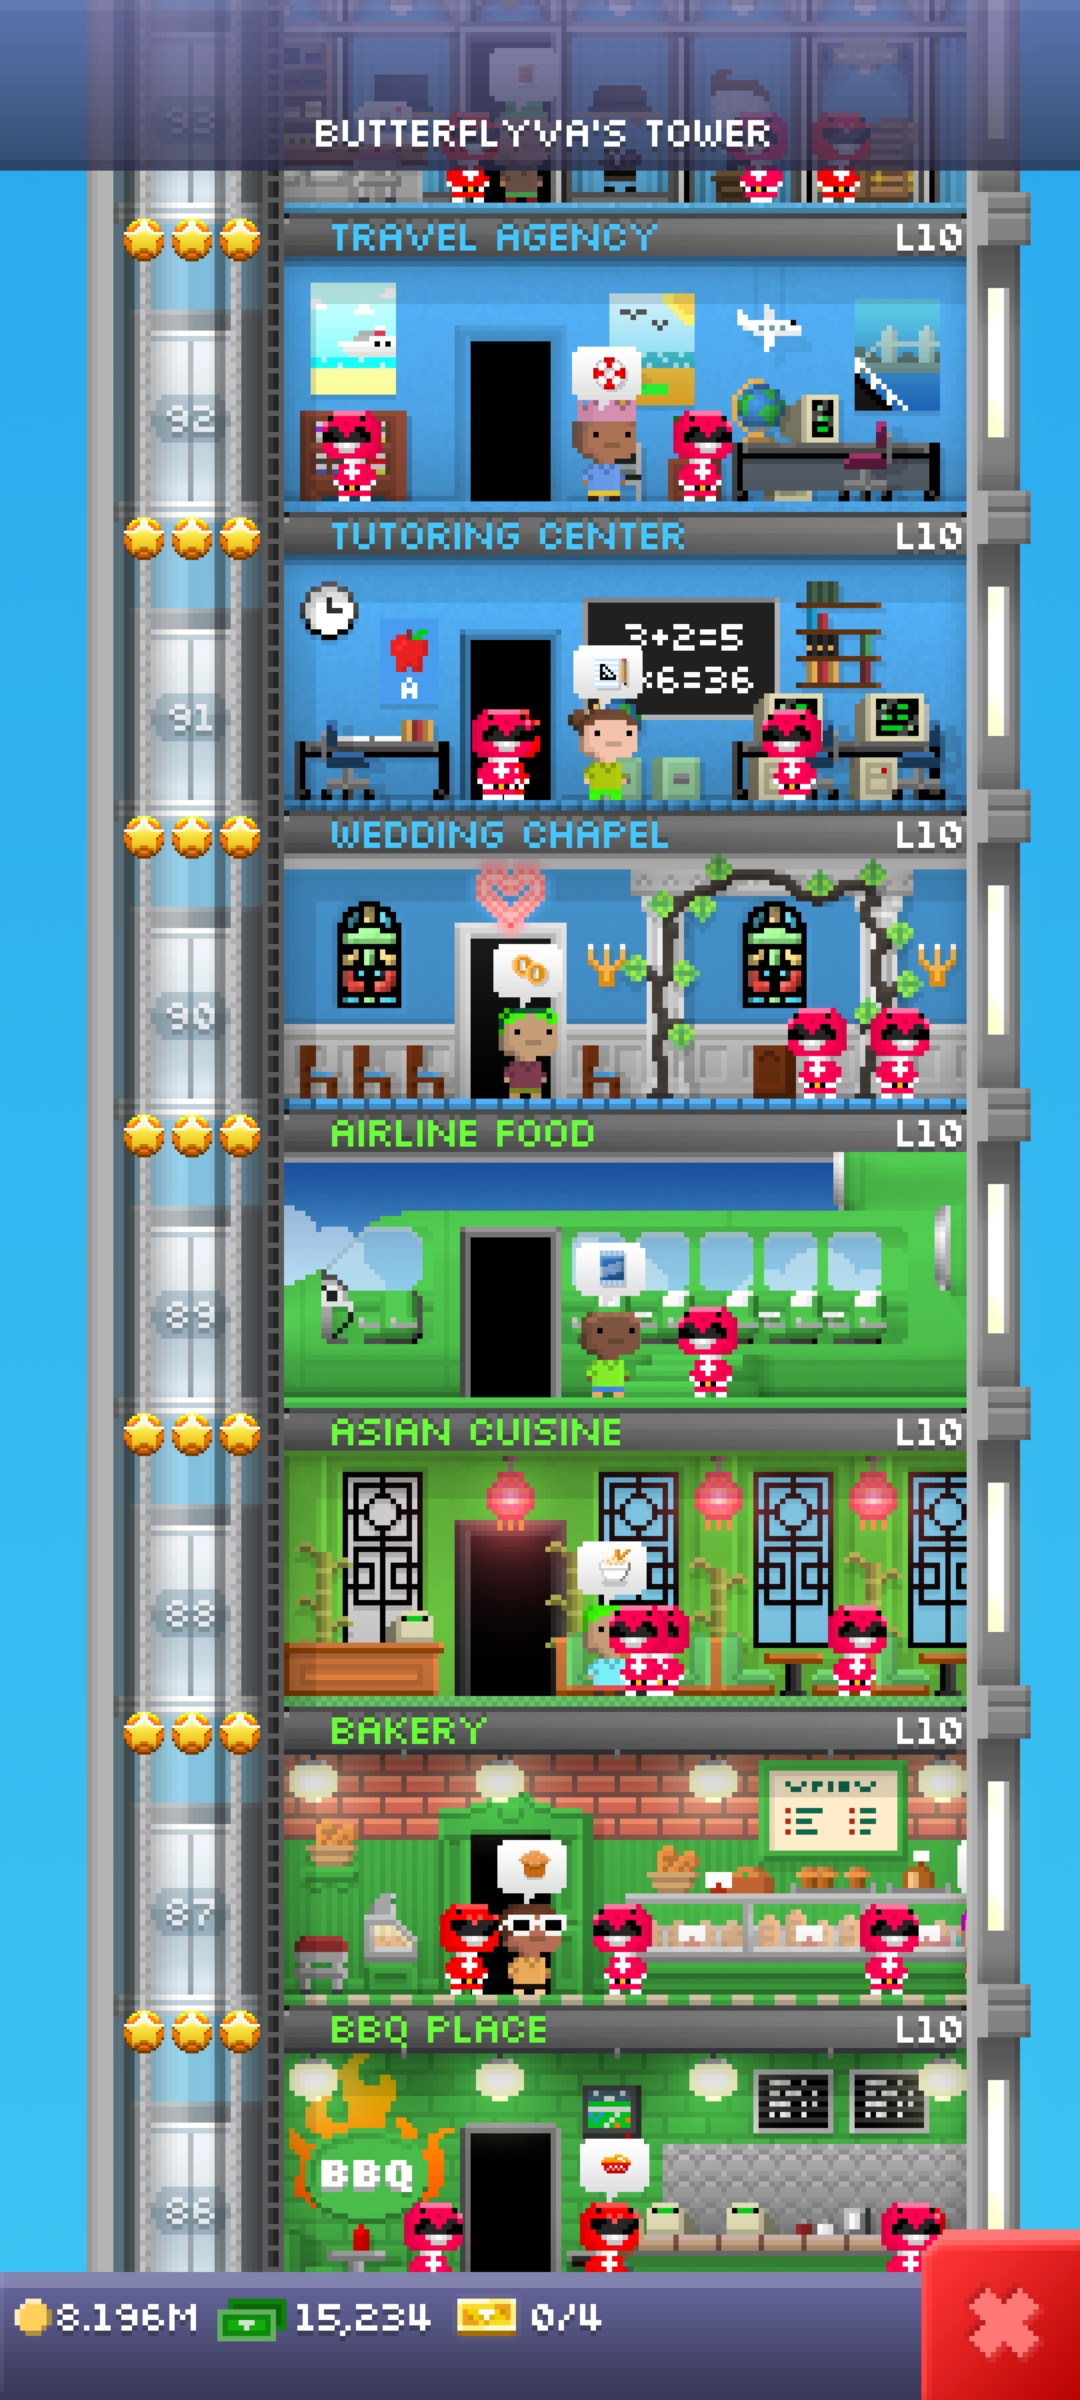 93
BUTTERFLYVA'S TOWER
TRAVEL AGENCY L10
92
TUTORING CENTER L10
3+2=5
×6=36
A
91
WEDDING CHAPEL L10
90
AIRLINE FOOD L10
89
ASIAN CUISINE L10
88
BAKERY L10
87
BBQ PLACE L10
BBQ
86
8.196M 15,234 0/4